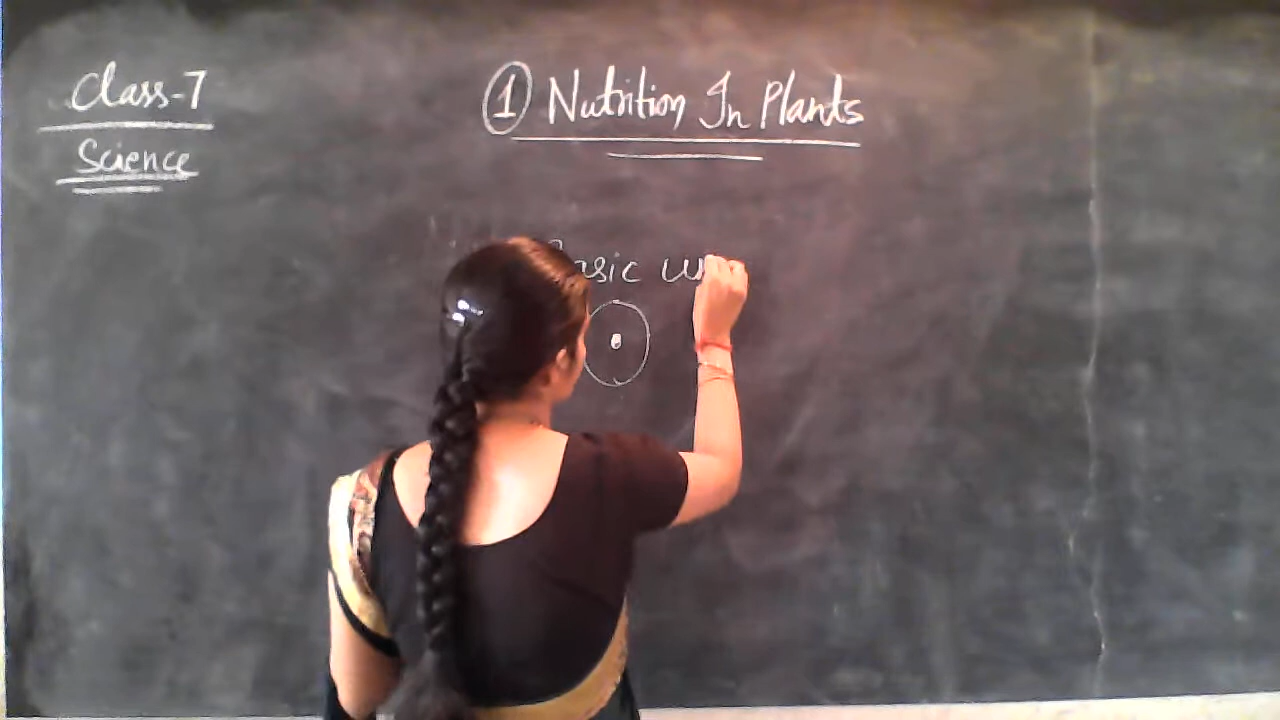 Class-7
Science
① Nutrition In Plants